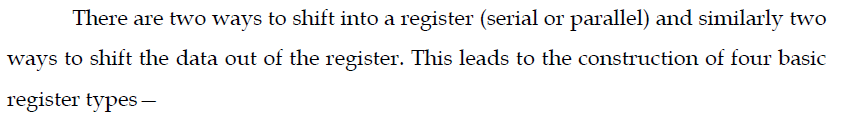 There are two ways to shift into a register (serial or parallel) and similarly two
ways to shift the data out of the register. This leads to the construction of four basic
register types—